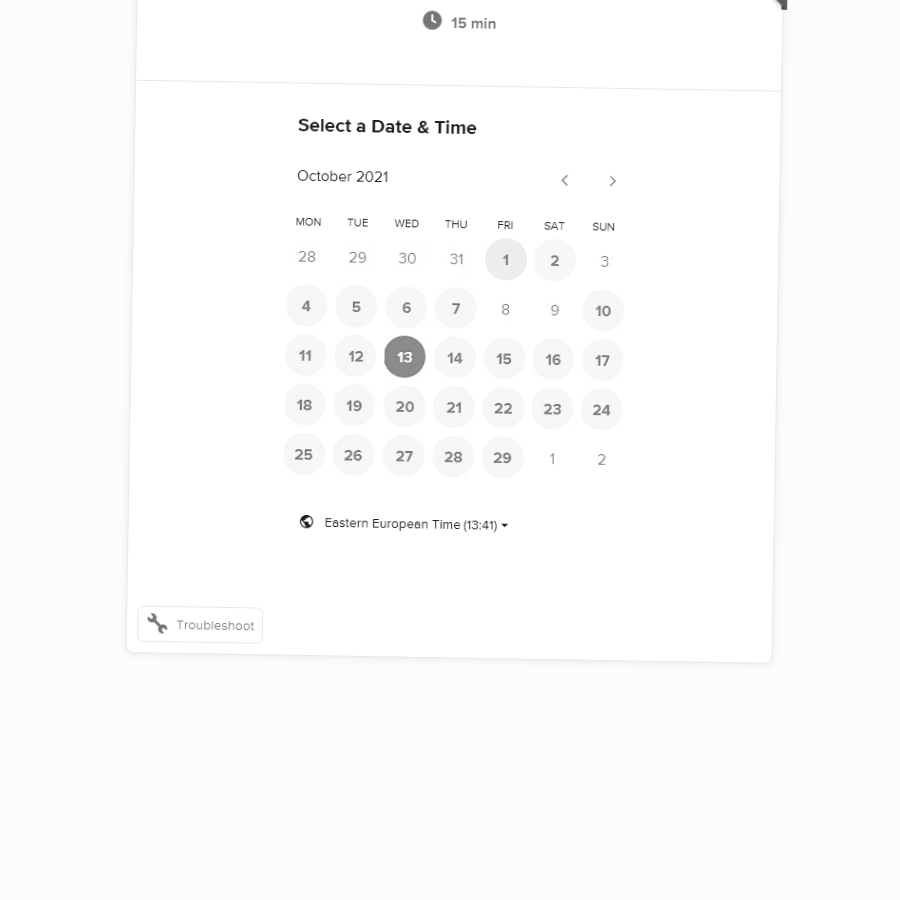 15 min
Select a Date & Time
October 2021
MON TUE WED THU FRI SAT SUN
28 29 30 31 1 2 3
4 5 6 7 8 9 10
11 12 13 14 15 16 17
18 19 20 21 22 23 24
25 26 27 28 29 1 2
Eastern European Time (13:41)
Troubleshoot